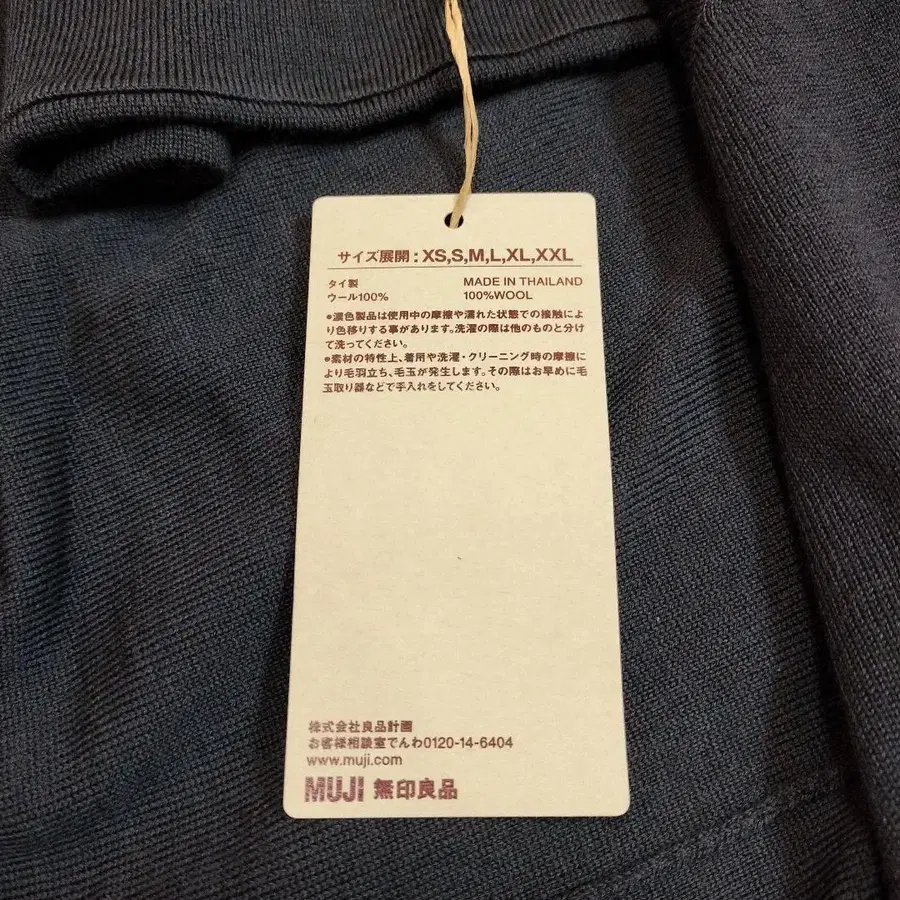 サイズ展開：XS,S,M,L,XL,XXL
タイ製 MADE IN THAILAND
ウール100% 100%WOOL
●濃色製品は使用中の摩擦や濡れた状態での接触によ
り色移りする事があります。洗濯の際は他のものと分け
て洗ってください。
●素材の特性上、着用や洗濯・クリーニング時の摩擦に
より毛羽立ち、毛玉が発生します。その際はお早めに毛
玉取り器などで手入れをしてください。
株式会社良品計画
お客様相談室でんわ0120-14-6404
www.muji.com
MUJI 無印良品